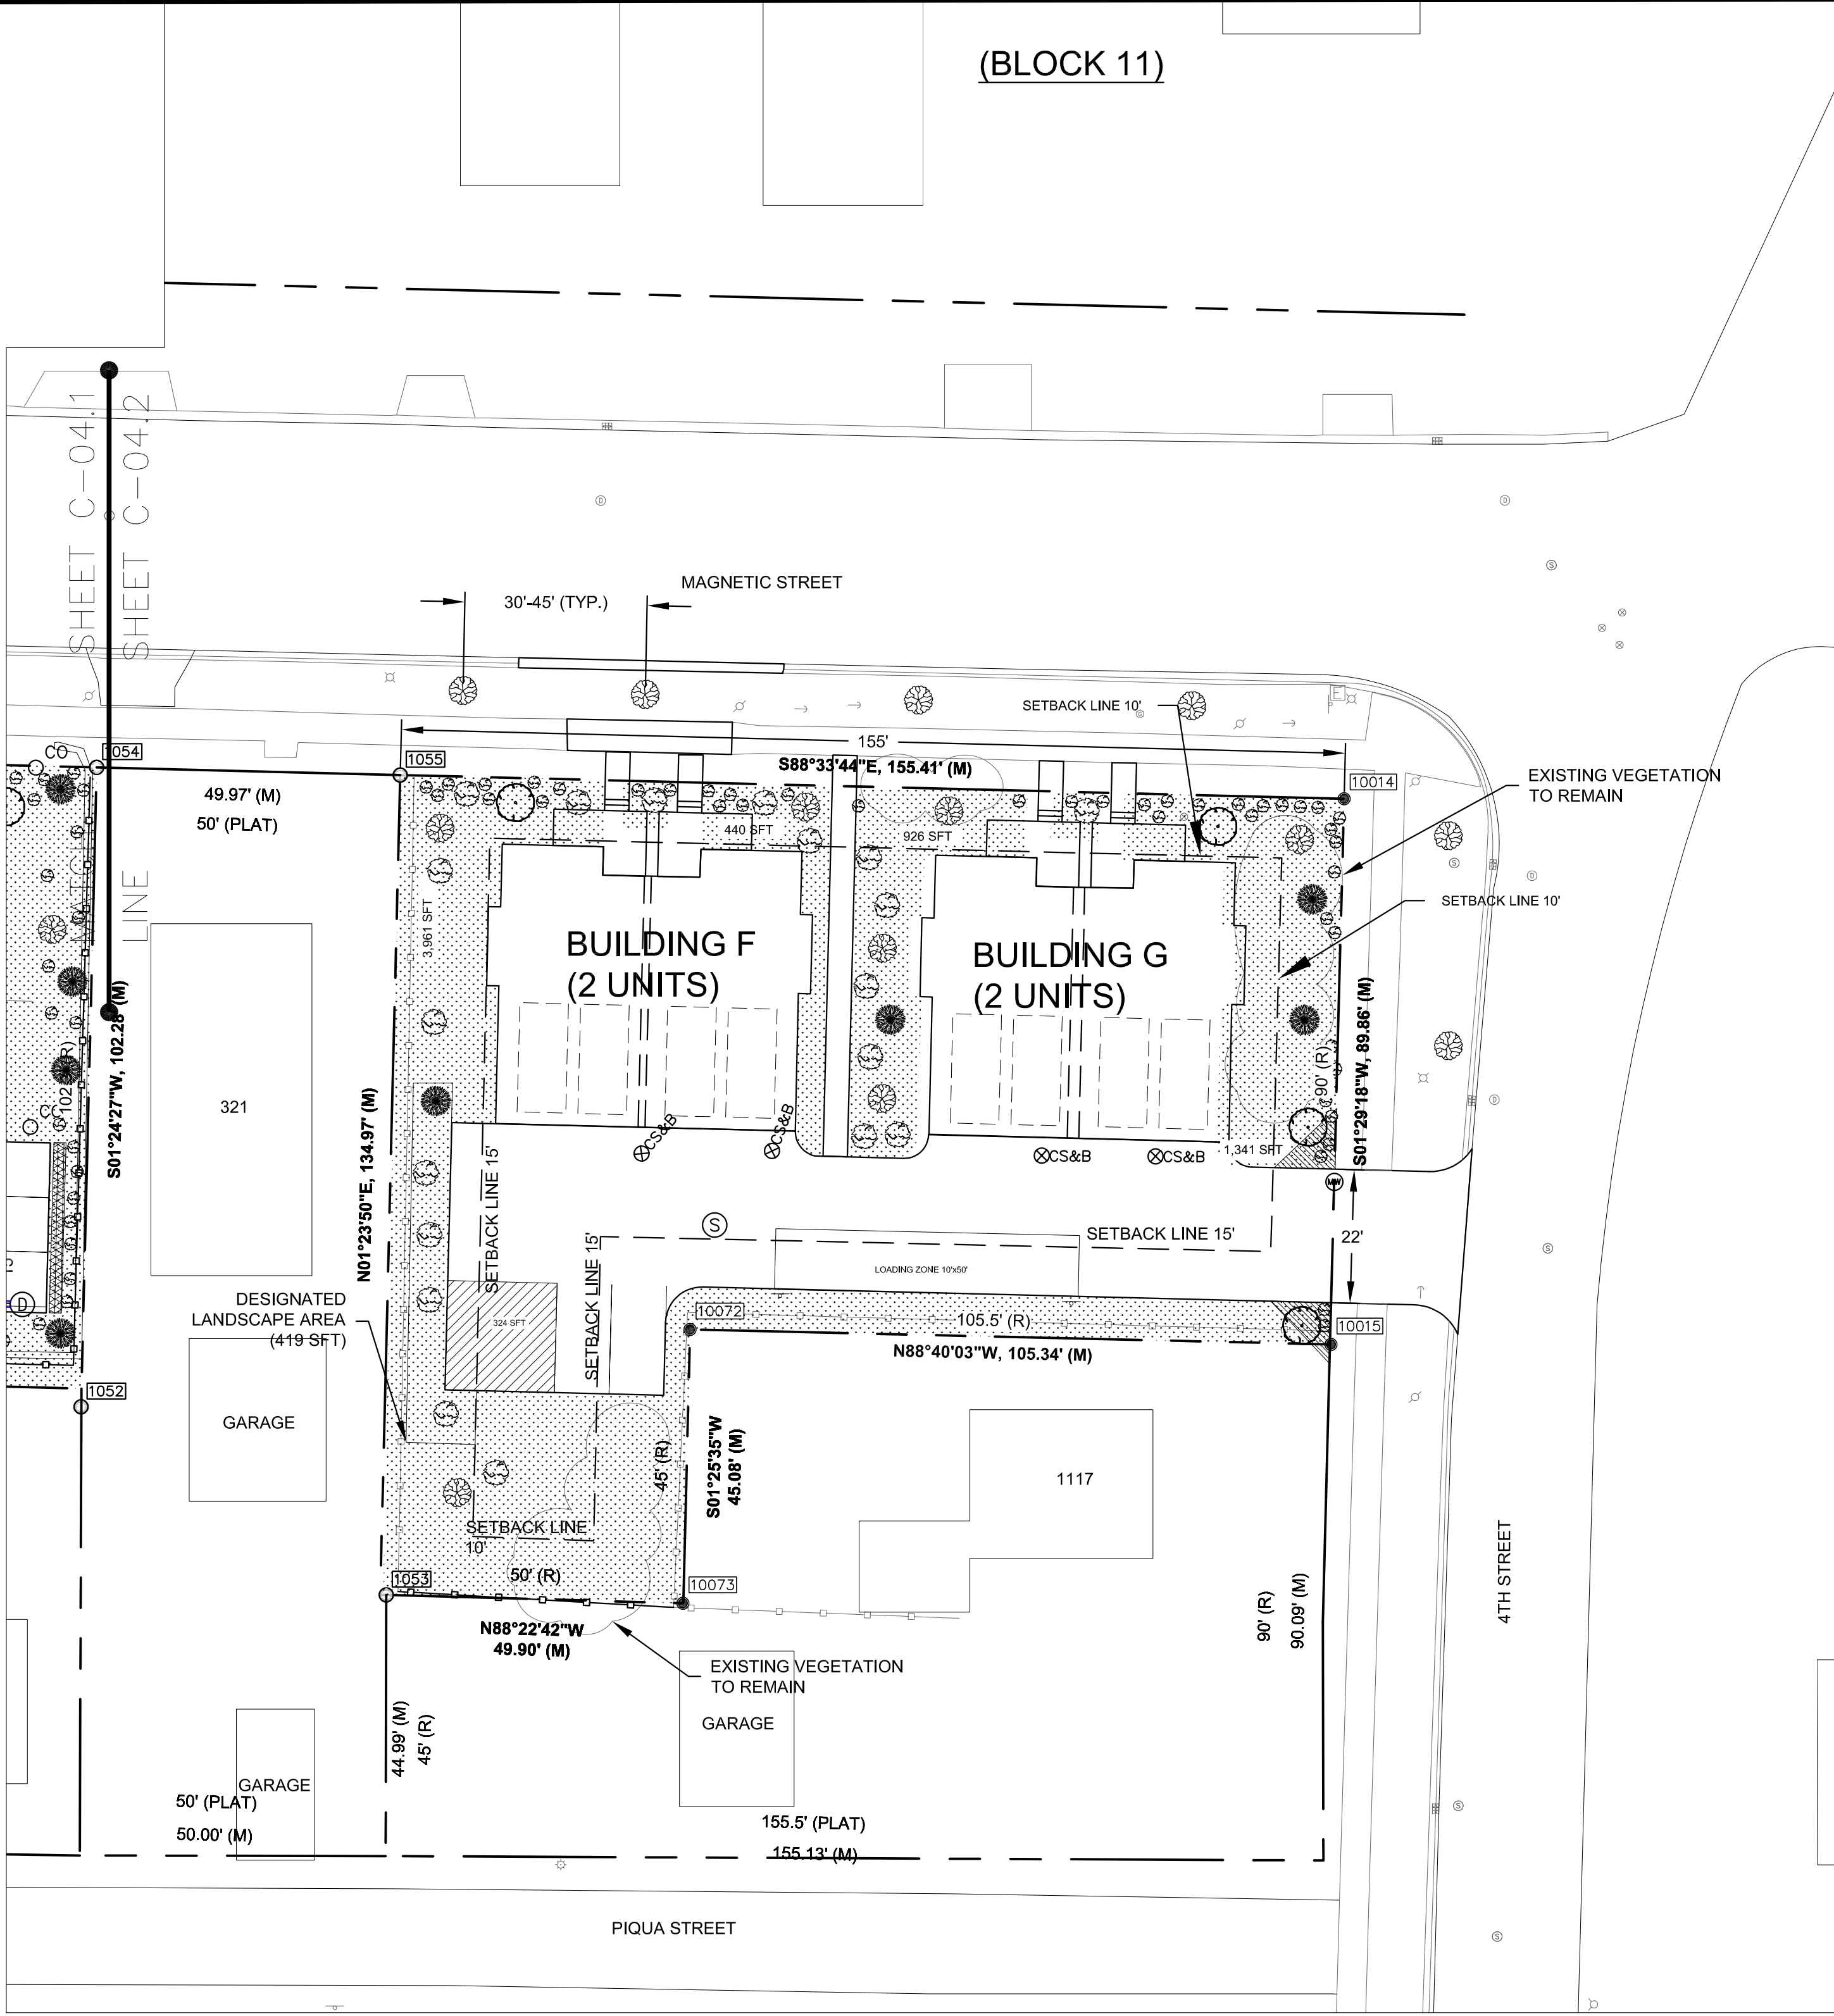 (BLOCK 11)
SHEET C-04.1
SHEET C-04.2
MAGNETIC STREET
30'-45' (TYP.)
SETBACK LINE 10'
155'
S88°33'44"E, 155.41' (M)
CO
1054
1055
10014
EXISTING VEGETATION
TO REMAIN
49.97' (M)
50' (PLAT)
440 SFT
926 SFT
SETBACK LINE 10'
MATCH
LINE
3,961 SFT
BUILDING F
(2 UNITS)
BUILDING G
(2 UNITS)
S01°24'27"W, 102.28' (M)
321
N01°23'50"E, 134.97' (M)
90' (R)
S01°29'18"W, 89.86' (M)
CS&B
CS&B
CS&B
CS&B
1,341 SFT
MW
SETBACK LINE 15'
S
SETBACK LINE 15'
SETBACK LINE 15'
22'
LOADING ZONE 10'x50'
D
DESIGNATED
LANDSCAPE AREA
(419 SFT)
324 SFT
10072
105.5' (R)
10015
N88°40'03"W, 105.34' (M)
1052
GARAGE
45' (R)
S01°25'35"W
45.08' (M)
1117
SETBACK LINE
10'
1053
50' (R)
10073
N88°22'42"W
49.90' (M)
EXISTING VEGETATION
TO REMAIN
GARAGE
90' (R)
90.09' (M)
4TH STREET
44.99' (M)
45' (R)
GARAGE
50' (PLAT)
50.00' (M)
155.5' (PLAT)
155.13' (M)
PIQUA STREET